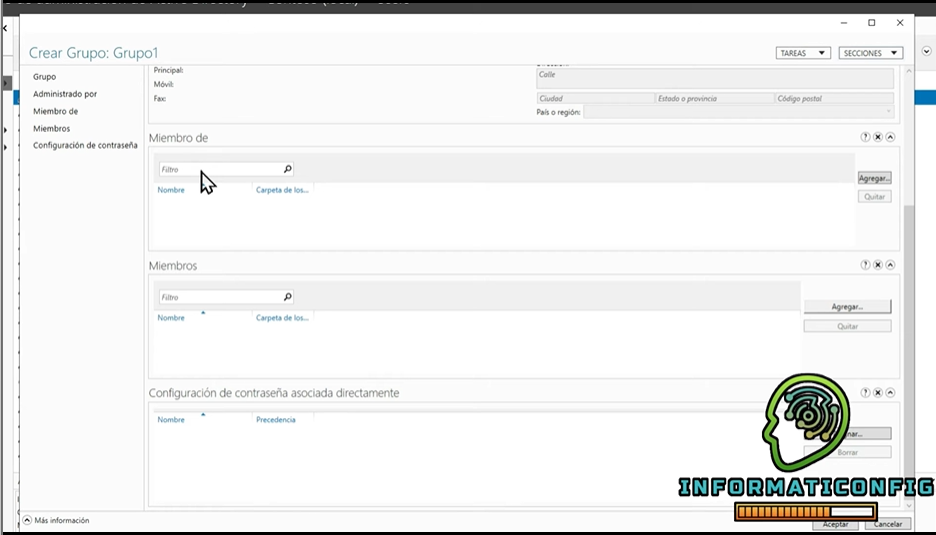 Crear Grupo: Grupo1
TAREAS
SECCIONES
Grupo
Administrado por
Miembro de
Miembros
Configuración de contraseña
Principal:
Móvil:
Fax:
Calle
Ciudad
Estado o provincia
Código postal
País o región:
Miembro de
Filtro
Nombre
Carpeta de los...
Agregar...
Quitar
Miembros
Filtro
Nombre
Carpeta de los...
Agregar...
Quitar
Configuración de contraseña asociada directamente
Nombre
Precedencia
Borrar
INFORMATICONFIG
Más información
Aceptar
Cancelar